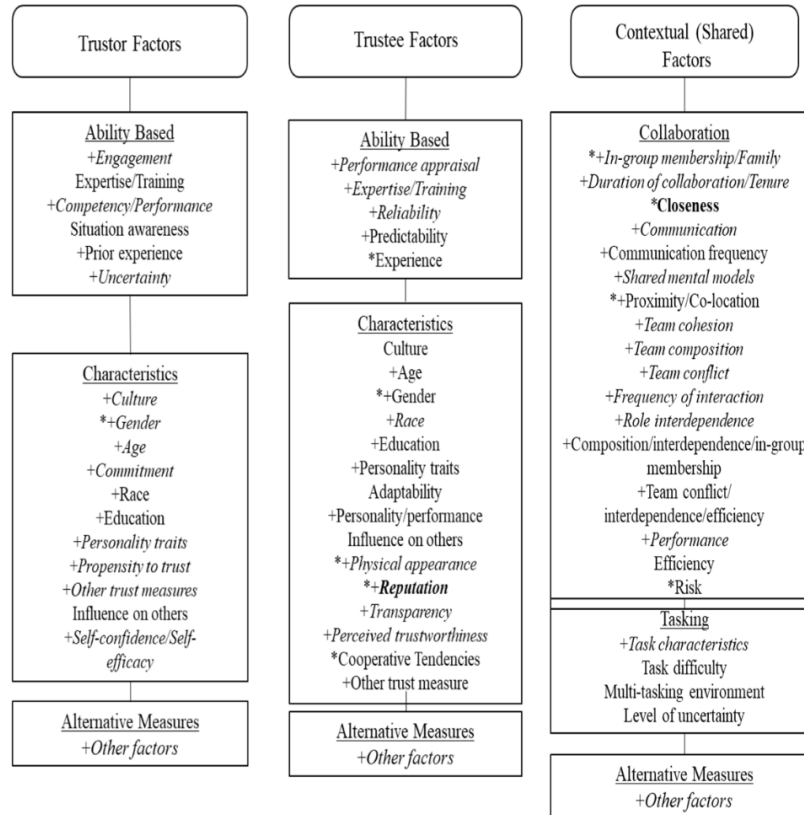 Trustor Factors
Ability Based
+Engagement
Expertise/Training
+Competency/Performance
Situation awareness
+Prior experience
+Uncertainty
Characteristics
+Culture
*+Gender
+Age
+Commitment
+Race
+Education
+Personality traits
+Propensity to trust
+Other trust measures
Influence on others
+Self-confidence/Self-
efficacy
Alternative Measures
+Other factors
Trustee Factors
Ability Based
+Performance appraisal
+Expertise/Training
+Reliability
+Predictability
*Experience
Characteristics
Culture
+Age
*+Gender
+Race
+Education
+Personality traits
Adaptability
+Personality/performance
Influence on others
*+Physical appearance
*+Reputation
+Transparency
+Perceived trustworthiness
*Cooperative Tendencies
+Other trust measure
Alternative Measures
+Other factors
Contextual (Shared)
Factors
Collaboration
*+In-group membership/Family
+Duration of collaboration/Tenure
*Closeness
+Communication
+Communication frequency
+Shared mental models
*+Proximity/Co-location
+Team cohesion
+Team composition
+Team conflict
+Frequency of interaction
+Role interdependence
+Composition/interdependence/in-group
membership
+Team conflict/
interdependence/efficiency
+Performance
Efficiency
*Risk
Tasking
+Task characteristics
Task difficulty
Multi-tasking environment
Level of uncertainty
Alternative Measures
+Other factors